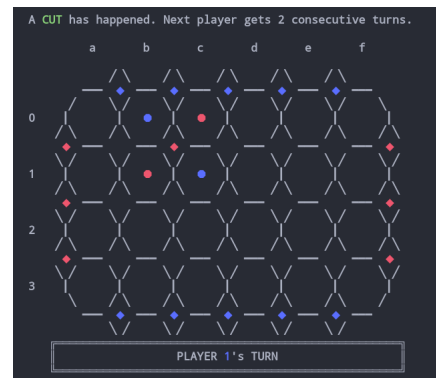 A CUT has happened. Next player gets 2 consecutive turns.
a b c d e f
0
1
2
3
PLAYER 1's TURN